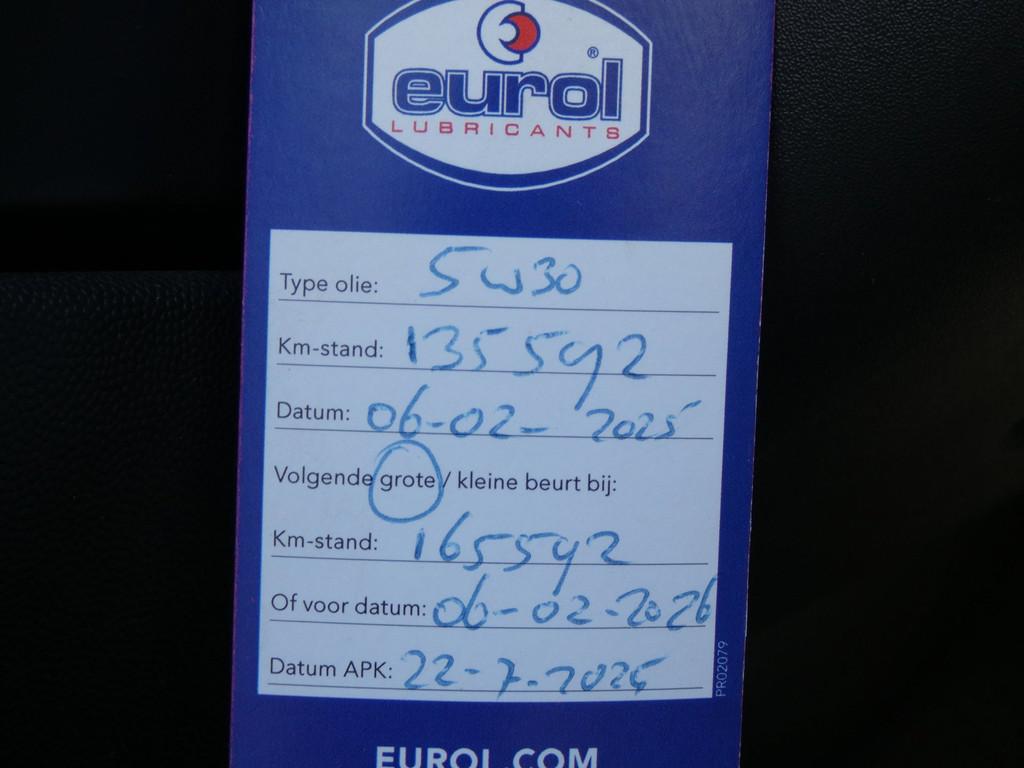 eurol®
LUBRICANTS
Type olie: 5W30
Km-stand: 135592
Datum: 06-02-2025
Volgende grote / kleine beurt bij:
Km-stand: 165592
Of voor datum: 06-02-2026
Datum APK: 22-7-2025
PR02079
EUROL.COM